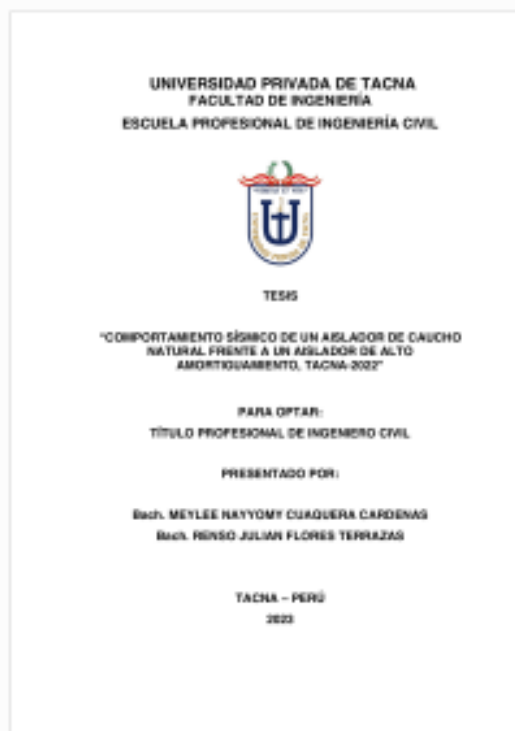 UNIVERSIDAD PRIVADA DE TACNA
FACULTAD DE INGENIERÍA
ESCUELA PROFESIONAL DE INGENIERÍA CIVIL
TESIS
"COMPORTAMIENTO SÍSMICO DE UN AISLADOR DE CAUCHO
NATURAL FRENTE A UN AISLADOR DE ALTO
AMORTIGUAMIENTO, TACNA-2022"
PARA OPTAR:
TÍTULO PROFESIONAL DE INGENIERO CIVIL
PRESENTADO POR:
Bach. MEYLEE NAYYOMY CUAQUERA CARDENAS
Bach. RENSO JULIAN FLORES TERRAZAS
TACNA – PERÚ
2023